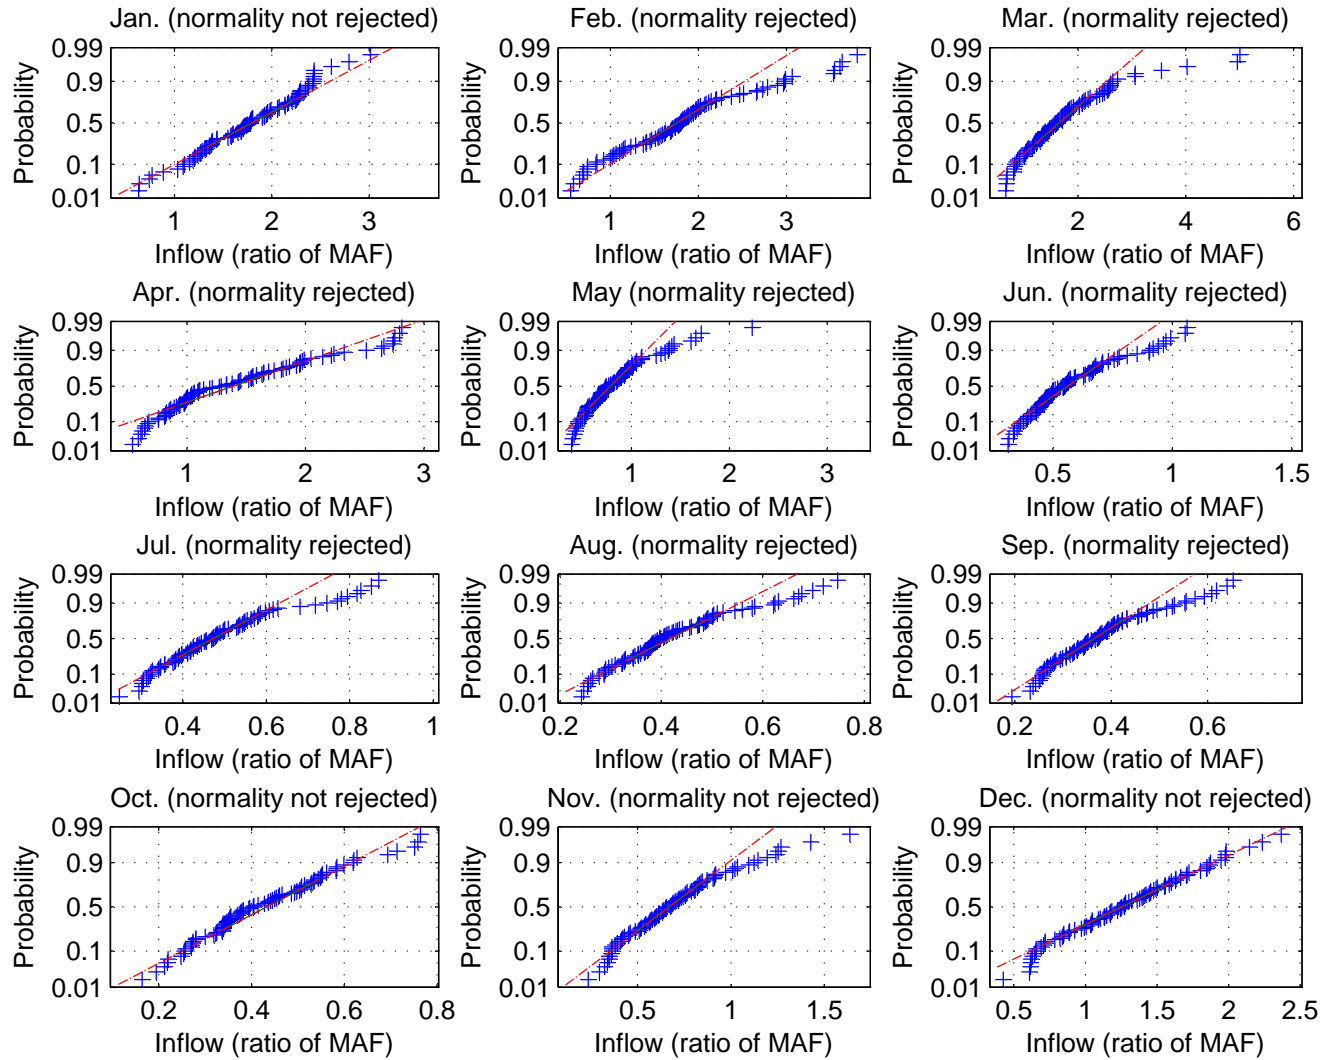 Jan. (normality not rejected)
0.99
0.9
0.5
0.1
0.01
Probability
1 2 3
Inflow (ratio of MAF)
Feb. (normality rejected)
0.99
0.9
0.5
0.1
0.01
Probability
1 2 3
Inflow (ratio of MAF)
Mar. (normality rejected)
0.99
0.9
0.5
0.1
0.01
Probability
2 4 6
Inflow (ratio of MAF)
Apr. (normality rejected)
0.99
0.9
0.5
0.1
0.01
Probability
1 2 3
Inflow (ratio of MAF)
May (normality rejected)
0.99
0.9
0.5
0.1
0.01
Probability
1 2 3
Inflow (ratio of MAF)
Jun. (normality rejected)
0.99
0.9
0.5
0.1
0.01
Probability
0.5 1 1.5
Inflow (ratio of MAF)
Jul. (normality rejected)
0.99
0.9
0.5
0.1
0.01
Probability
0.4 0.6 0.8 1
Inflow (ratio of MAF)
Aug. (normality rejected)
0.99
0.9
0.5
0.1
0.01
Probability
0.2 0.4 0.6 0.8
Inflow (ratio of MAF)
Sep. (normality rejected)
0.99
0.9
0.5
0.1
0.01
Probability
0.2 0.4 0.6
Inflow (ratio of MAF)
Oct. (normality not rejected)
0.99
0.9
0.5
0.1
0.01
Probability
0.2 0.4 0.6 0.8
Inflow (ratio of MAF)
Nov. (normality not rejected)
0.99
0.9
0.5
0.1
0.01
Probability
0.5 1 1.5
Inflow (ratio of MAF)
Dec. (normality not rejected)
0.99
0.9
0.5
0.1
0.01
Probability
0.5 1 1.5 2 2.5
Inflow (ratio of MAF)